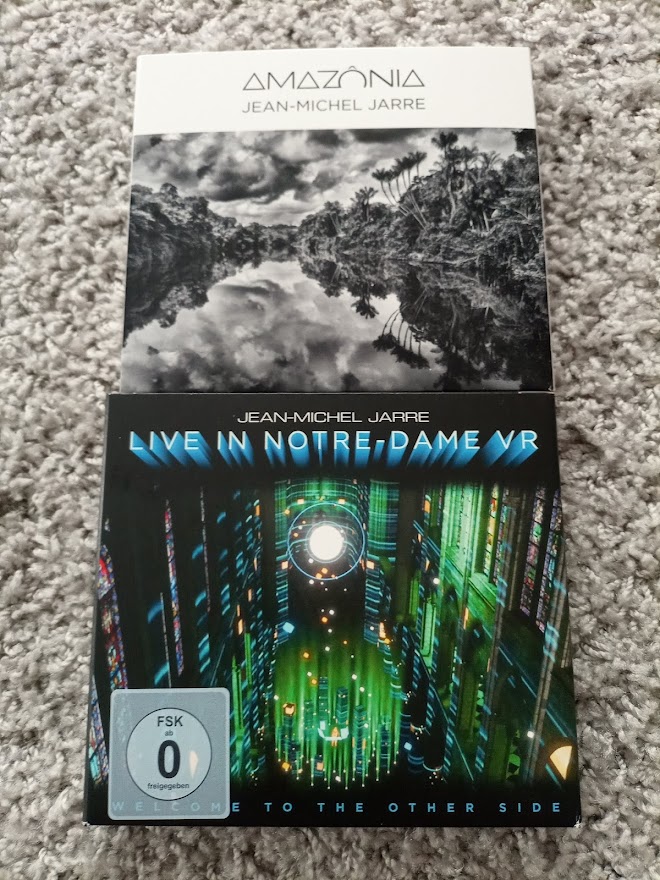 AMAZÔNIA
JEAN-MICHEL JARRE
JEAN-MICHEL JARRE
LIVE IN NOTRE-DAME VR
FSK
ab
0
freigegeben
WELCOME TO THE OTHER SIDE